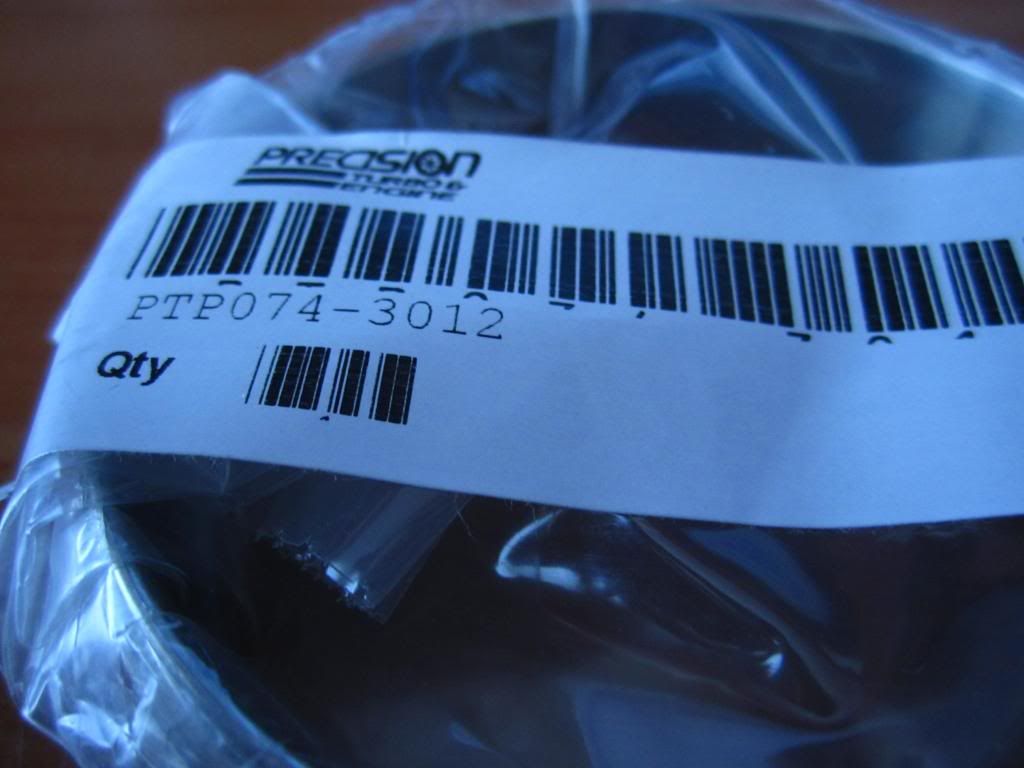 PRECISION
TURBO &
ENGINE
PTP074-3012
Qty